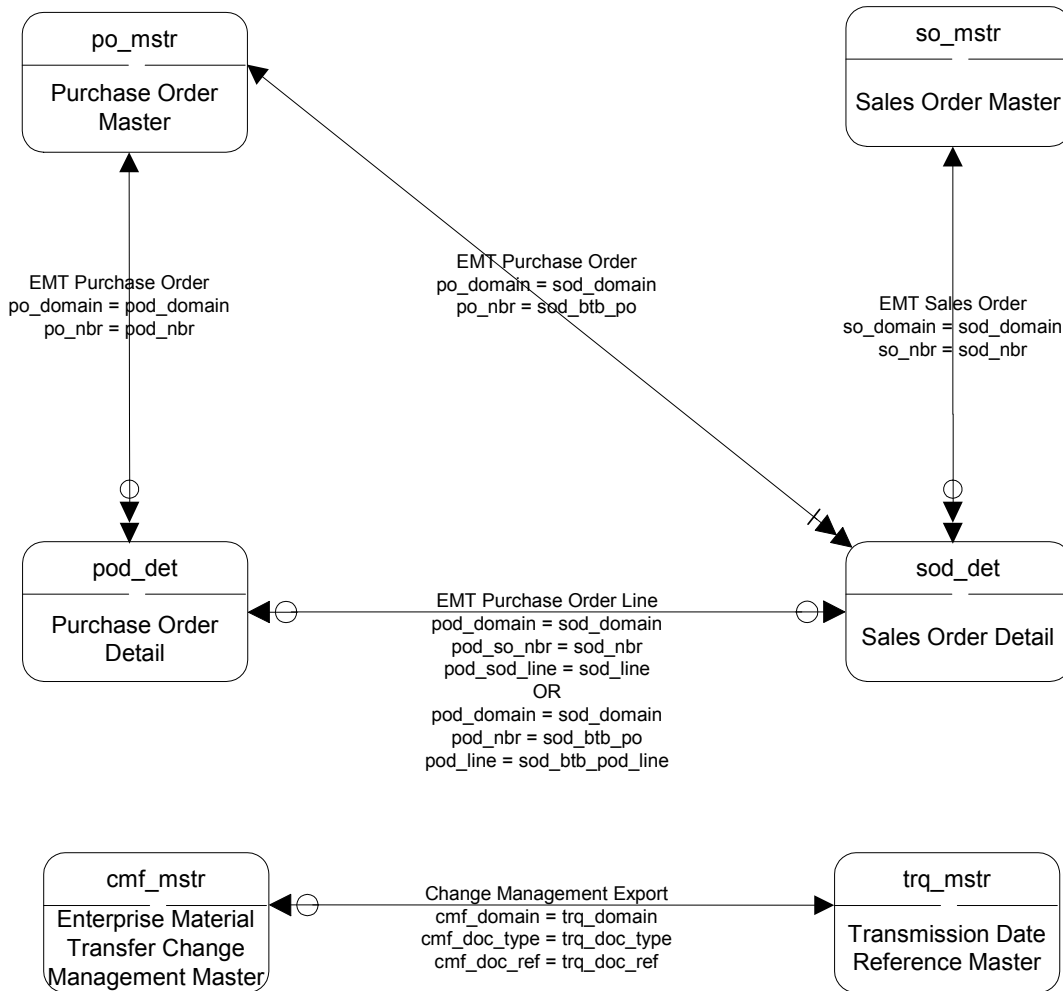 po_mstr
Purchase Order
Master
so_mstr
Sales Order Master
EMT Purchase Order
po_domain = pod_domain
po_nbr = pod_nbr
EMT Purchase Order
po_domain = sod_domain
po_nbr = sod_btb_po
EMT Sales Order
so_domain = sod_domain
so_nbr = sod_nbr
pod_det
Purchase Order
Detail
EMT Purchase Order Line
pod_domain = sod_domain
pod_so_nbr = sod_nbr
pod_sod_line = sod_line
OR
pod_domain = sod_domain
pod_nbr = sod_btb_po
pod_line = sod_btb_pod_line
sod_det
Sales Order Detail
cmf_mstr
Enterprise Material
Transfer Change
Management Master
Change Management Export
cmf_domain = trq_domain
cmf_doc_type = trq_doc_type
cmf_doc_ref = trq_doc_ref
trq_mstr
Transmission Date
Reference Master